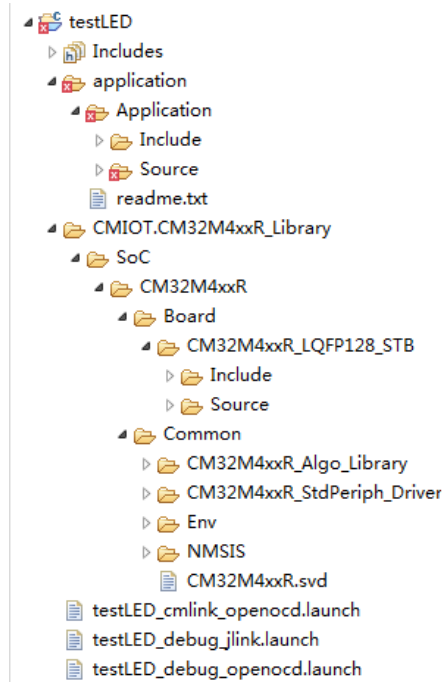 testLED
Includes
application
Application
Include
Source
readme.txt
CMIOT.CM32M4xxR_Library
SoC
CM32M4xxR
Board
CM32M4xxR_LQFP128_STB
Include
Source
Common
CM32M4xxR_Algo_Library
CM32M4xxR_StdPeriph_Driver
Env
NMSIS
CM32M4xxR.svd
testLED_cmlink_openocd.launch
testLED_debug_jlink.launch
testLED_debug_openocd.launch